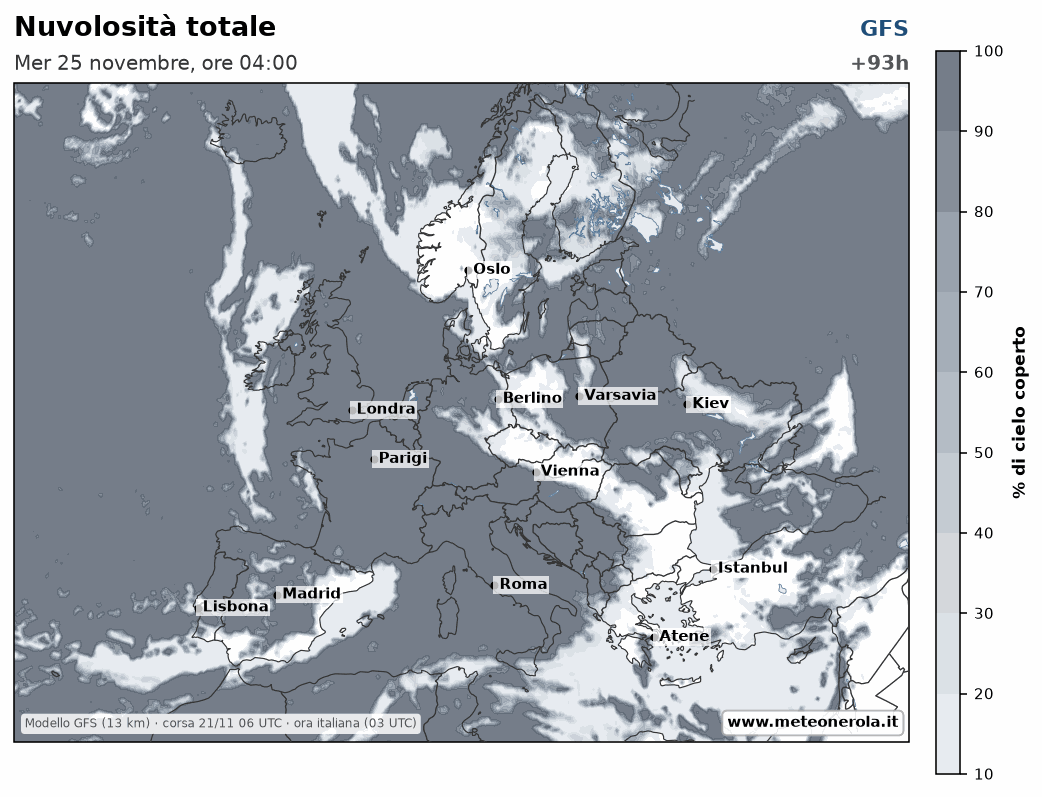 Nuvolosità totale
GFS
Mer 25 novembre, ore 04:00
+93h
100
90
80
70
60
50
40
30
20
10
% di cielo coperto
Oslo
Berlino
Varsavia
Kiev
Londra
Parigi
Vienna
Istanbul
Roma
Madrid
Lisbona
Atene
Modello GFS (13 km) · corsa 21/11 06 UTC · ora italiana (03 UTC)
www.meteonerola.it